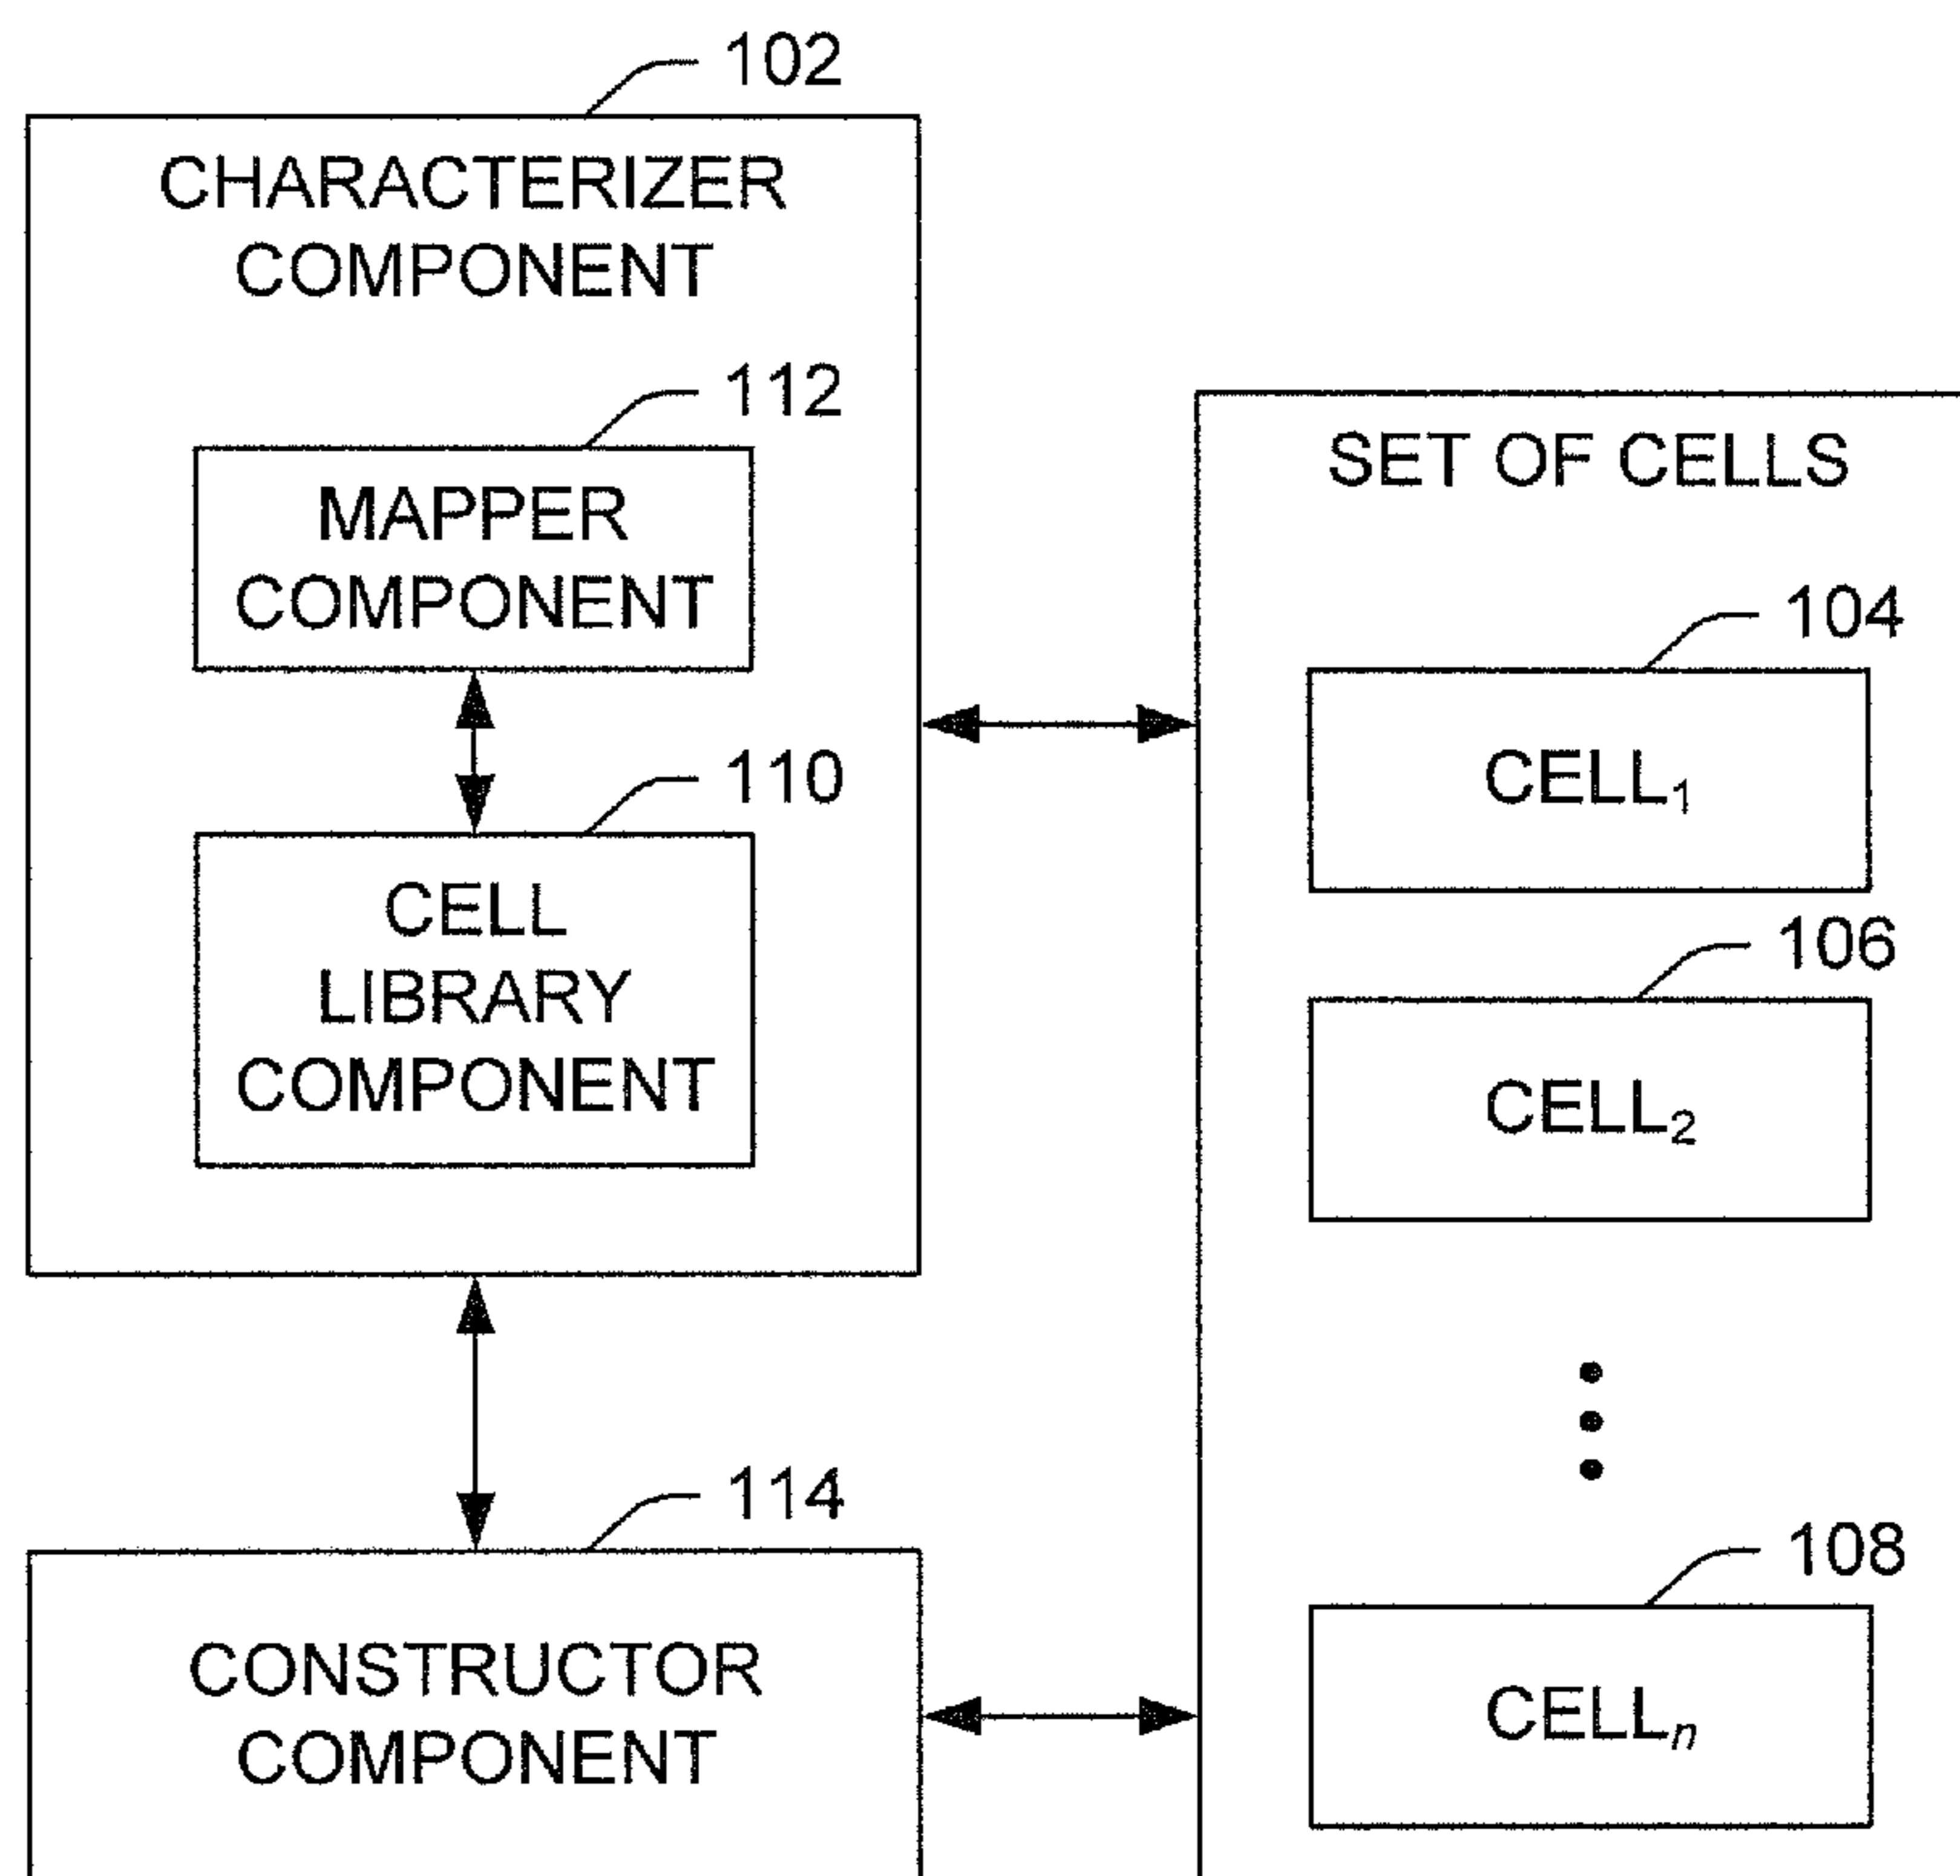 102
CHARACTERIZER
COMPONENT
112
MAPPER
COMPONENT
110
CELL
LIBRARY
COMPONENT
114
CONSTRUCTOR
COMPONENT
SET OF CELLS
104
CELL₁
106
CELL₂
108
CELLₙ